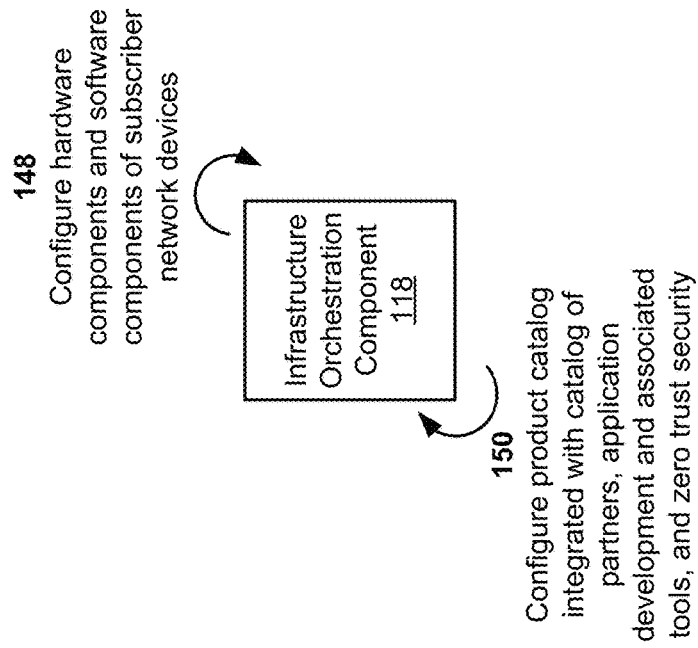 148
Configure hardware
components and software
components of subscriber
network devices
Infrastructure
Orchestration
Component
118
150
Configure product catalog
integrated with catalog of
partners, application
development and associated
tools, and zero trust security